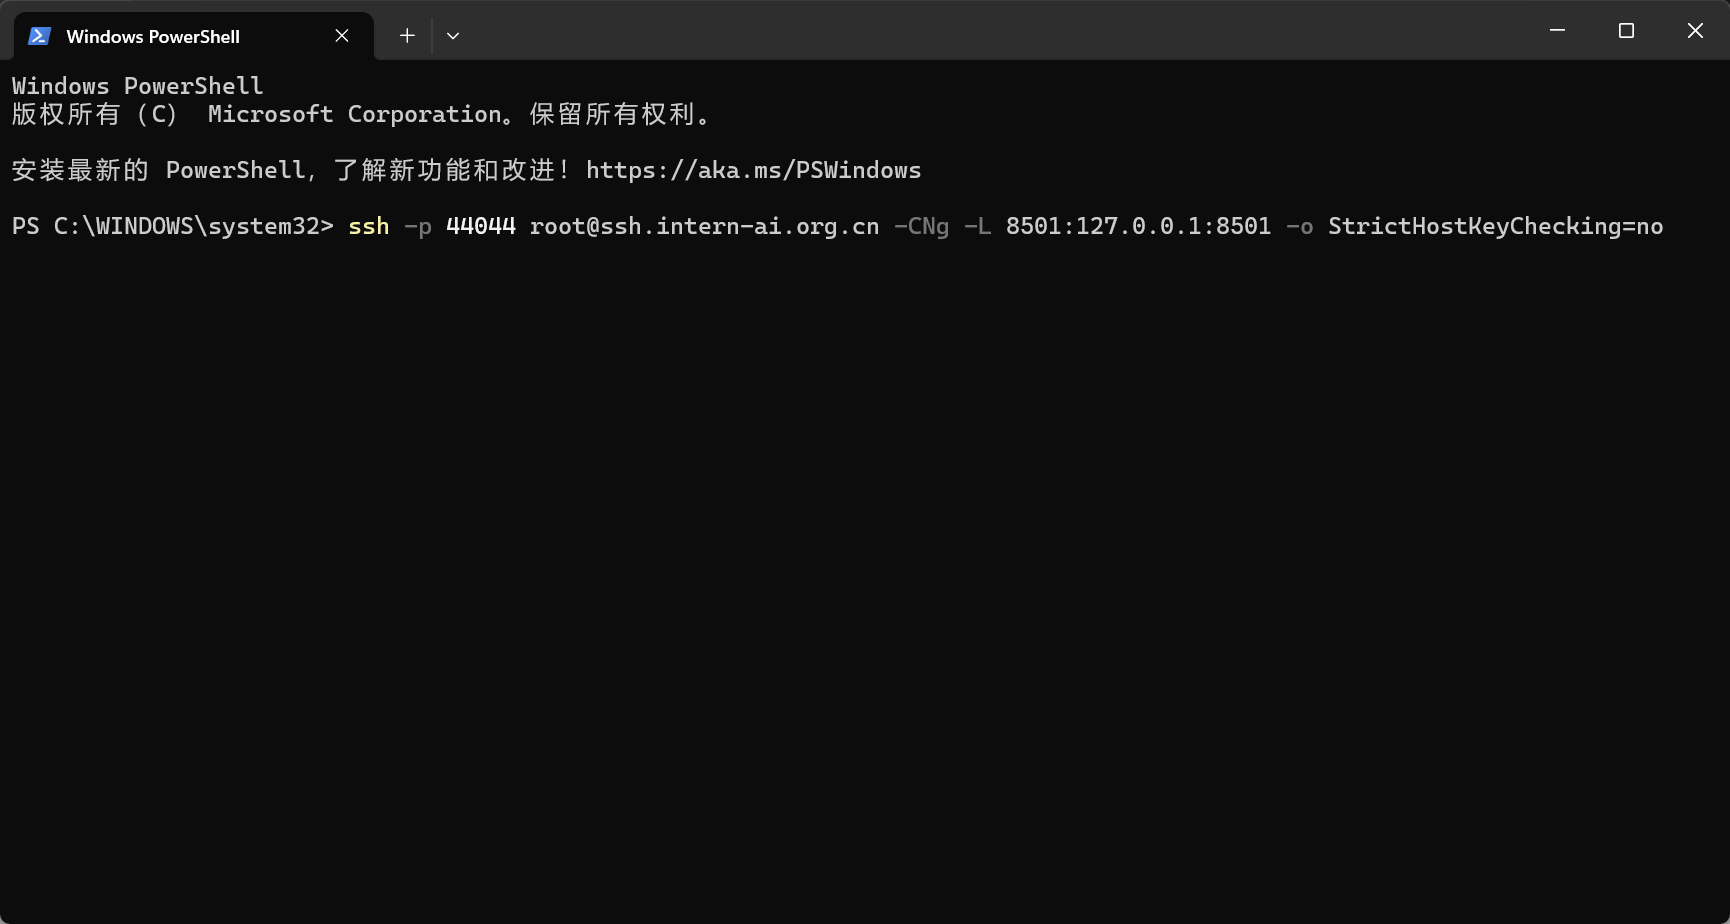 Windows PowerShell
Windows PowerShell
版权所有（C） Microsoft Corporation。保留所有权利。
安装最新的 PowerShell，了解新功能和改进！https://aka.ms/PSWindows
PS C:\WINDOWS\system32> ssh -p 44044 root@ssh.intern-ai.org.cn -CNg -L 8501:127.0.0.1:8501 -o StrictHostKeyChecking=no